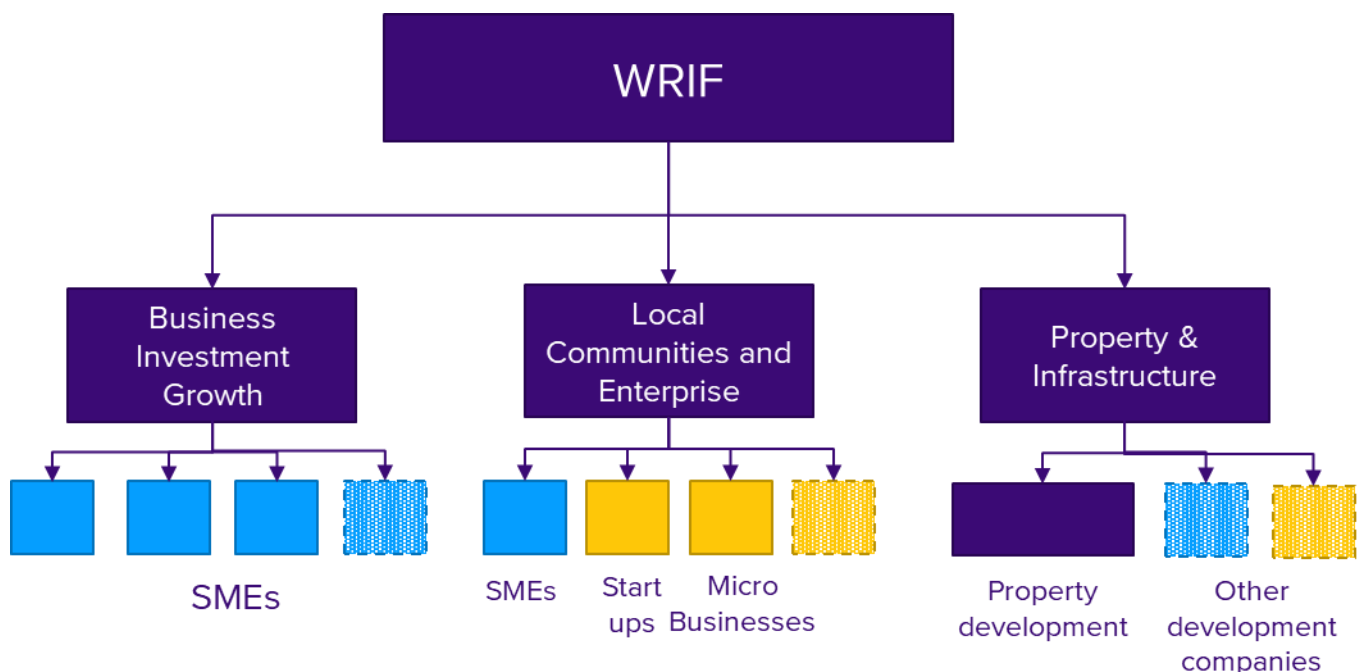 WRIF
Business
Investment
Growth
Local
Communities and
Enterprise
Property &
Infrastructure
SMEs
SMEs
Start
ups
Micro
Businesses
Property
development
Other
development
companies